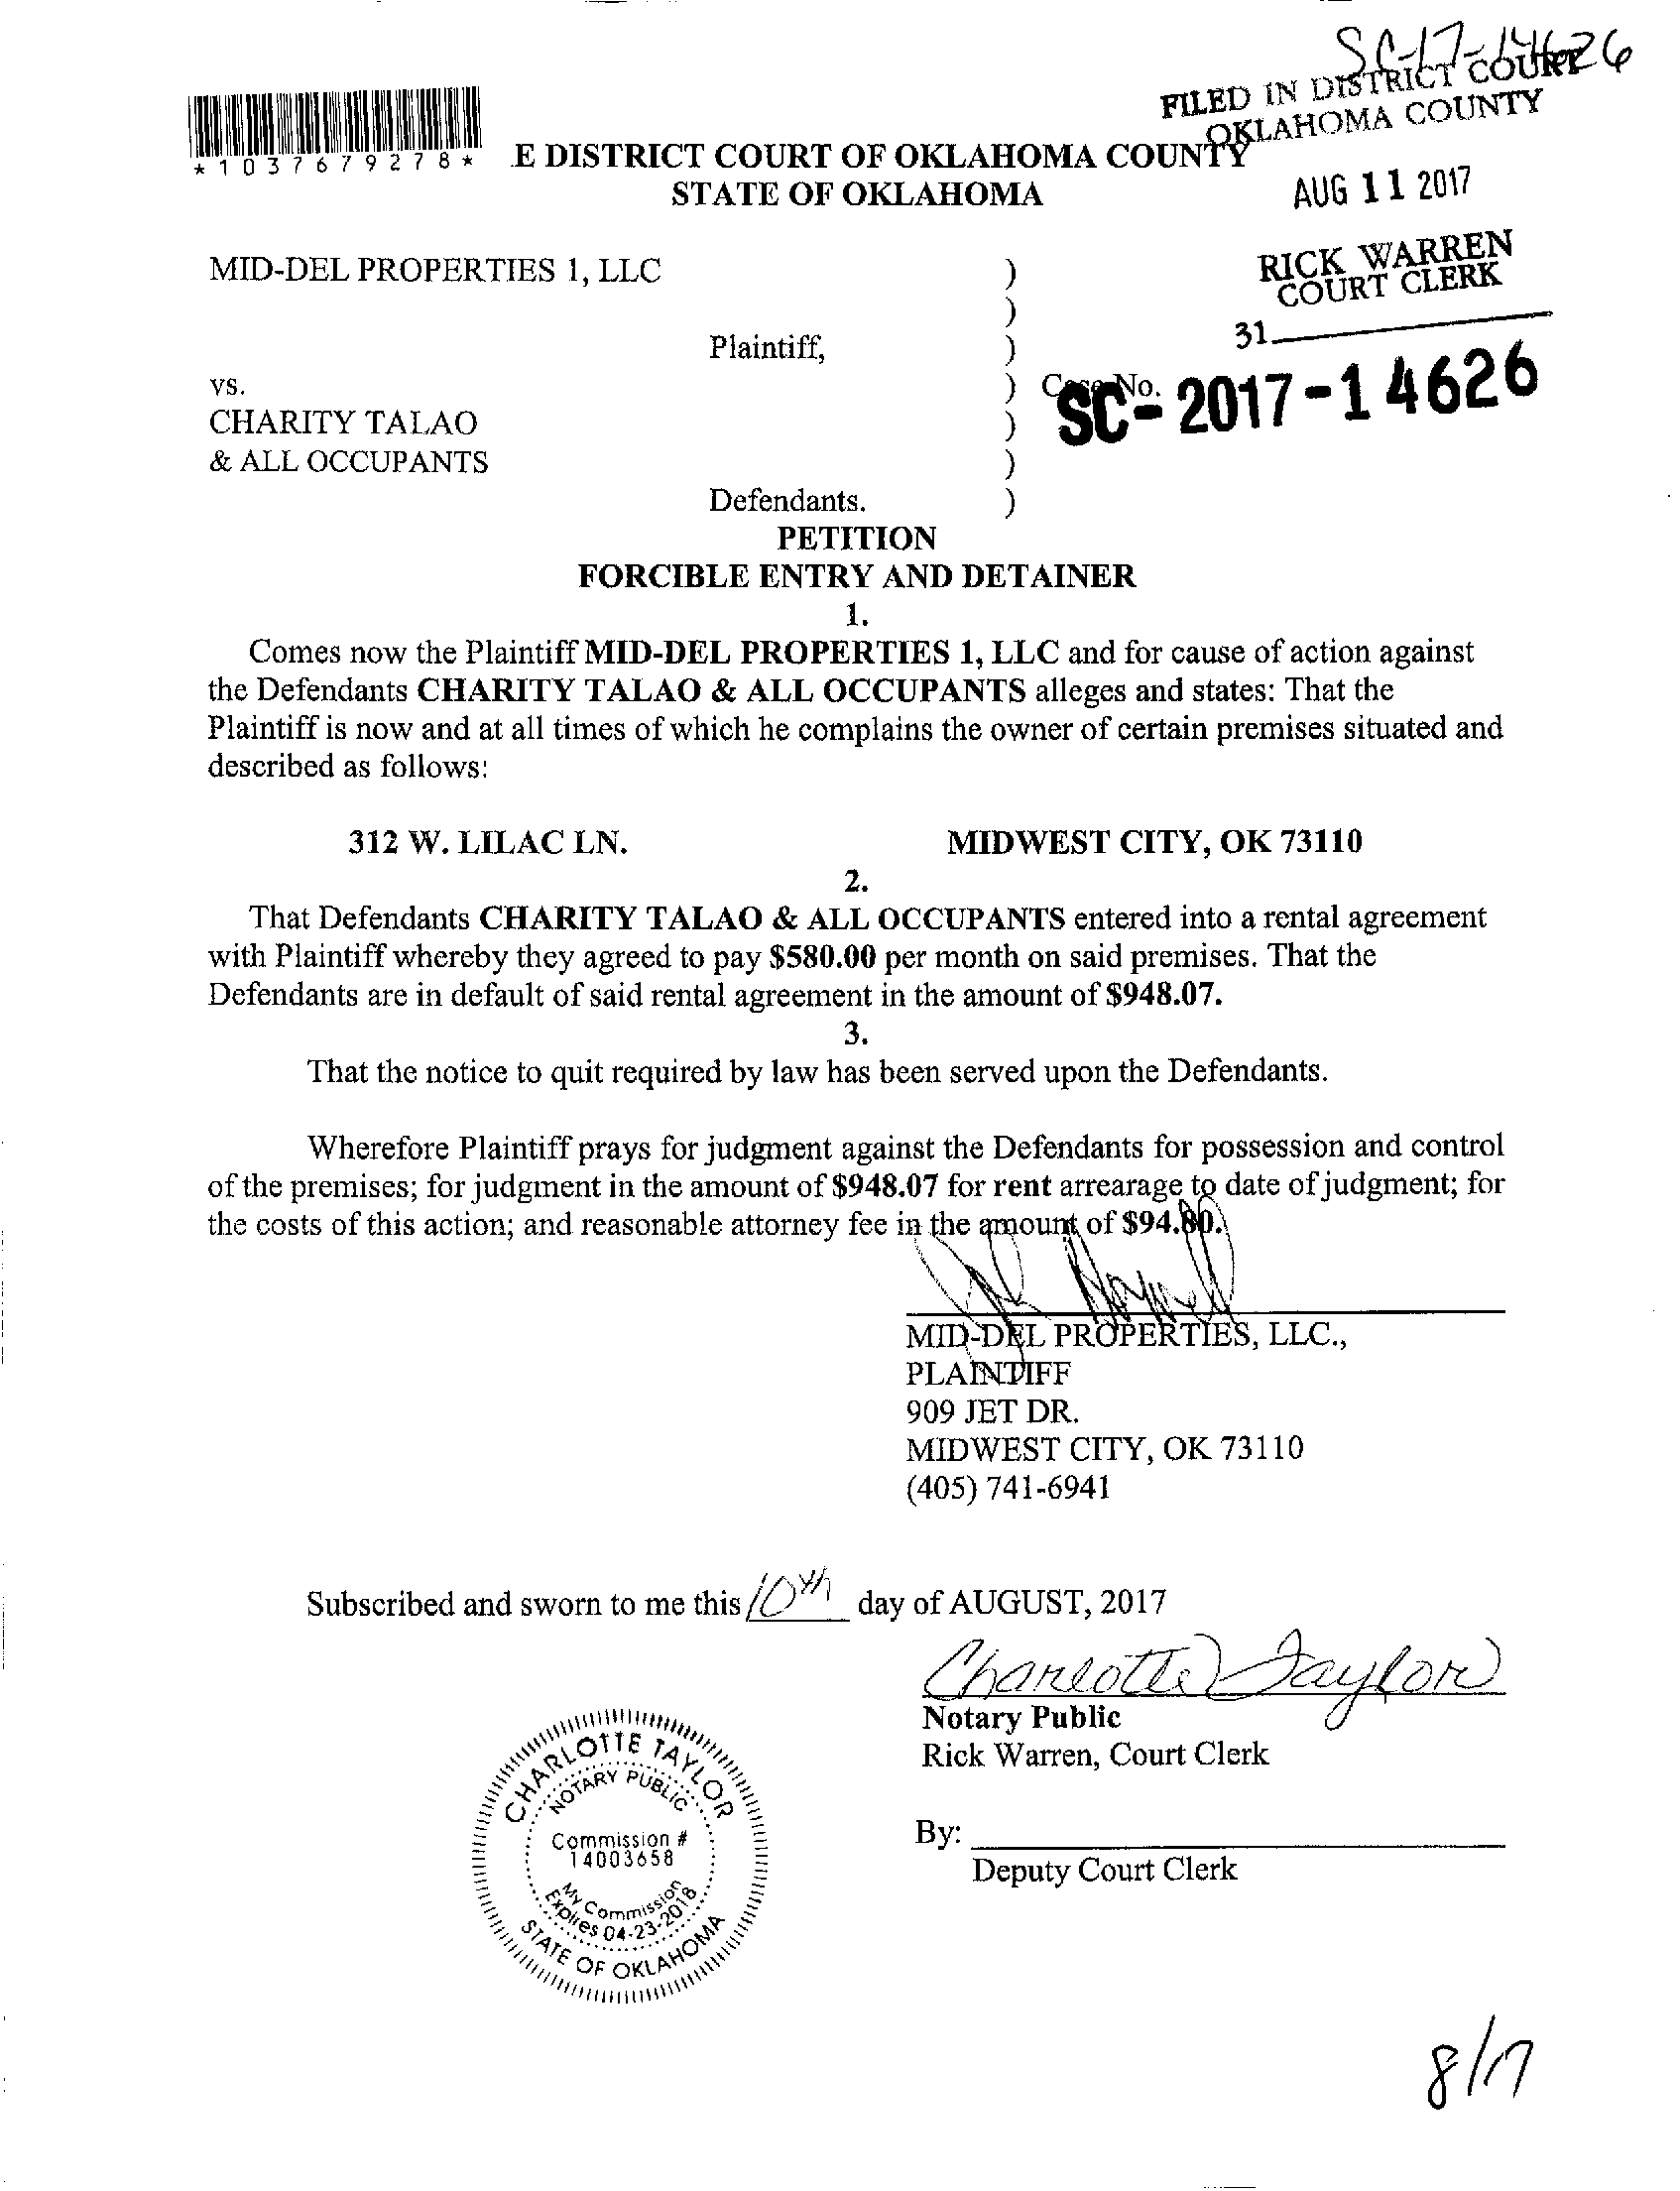 SC-17-14626
FILED IN DISTRICT COURT
OKLAHOMA COUNTY
*1037679278*
E DISTRICT COURT OF OKLAHOMA COUNTY
STATE OF OKLAHOMA
AUG 11 2017
RICK WARREN
COURT CLERK
31
MID-DEL PROPERTIES 1, LLC )
)
Plaintiff, )
vs. ) Case No. SC- 2017-14626
CHARITY TALAO )
& ALL OCCUPANTS )
Defendants. )
PETITION
FORCIBLE ENTRY AND DETAINER
1.
Comes now the Plaintiff MID-DEL PROPERTIES 1, LLC and for cause of action against
the Defendants CHARITY TALAO & ALL OCCUPANTS alleges and states: That the
Plaintiff is now and at all times of which he complains the owner of certain premises situated and
described as follows:
312 W. LILAC LN. MIDWEST CITY, OK 73110
2.
That Defendants CHARITY TALAO & ALL OCCUPANTS entered into a rental agreement
with Plaintiff whereby they agreed to pay $580.00 per month on said premises. That the
Defendants are in default of said rental agreement in the amount of $948.07.
3.
That the notice to quit required by law has been served upon the Defendants.
Wherefore Plaintiff prays for judgment against the Defendants for possession and control
of the premises; for judgment in the amount of $948.07 for rent arrearage to date of judgment; for
the costs of this action; and reasonable attorney fee in the amount of $94.80.
MID-DEL PROPERTIES, LLC.,
PLAINTIFF
909 JET DR.
MIDWEST CITY, OK 73110
(405) 741-6941
Subscribed and sworn to me this 10th day of AUGUST, 2017
Charlotte Taylor
Notary Public
Rick Warren, Court Clerk
By:
Deputy Court Clerk
CHARLOTTE TAYLOR
NOTARY PUBLIC
Commission #
14003658
My Commission
Expires 04-23-2018
STATE OF OKLAHOMA
8/17